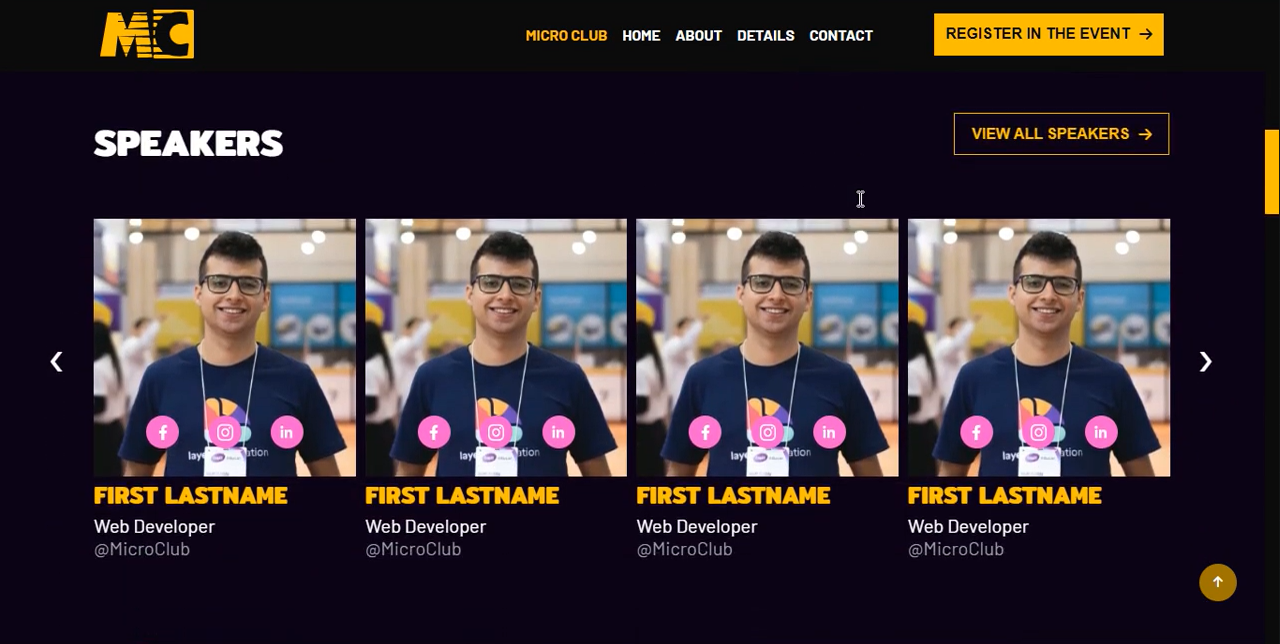 MC
MICRO CLUB HOME ABOUT DETAILS CONTACT
REGISTER IN THE EVENT →
SPEAKERS
VIEW ALL SPEAKERS →
FIRST LASTNAME
Web Developer
@MicroClub
FIRST LASTNAME
Web Developer
@MicroClub
FIRST LASTNAME
Web Developer
@MicroClub
FIRST LASTNAME
Web Developer
@MicroClub